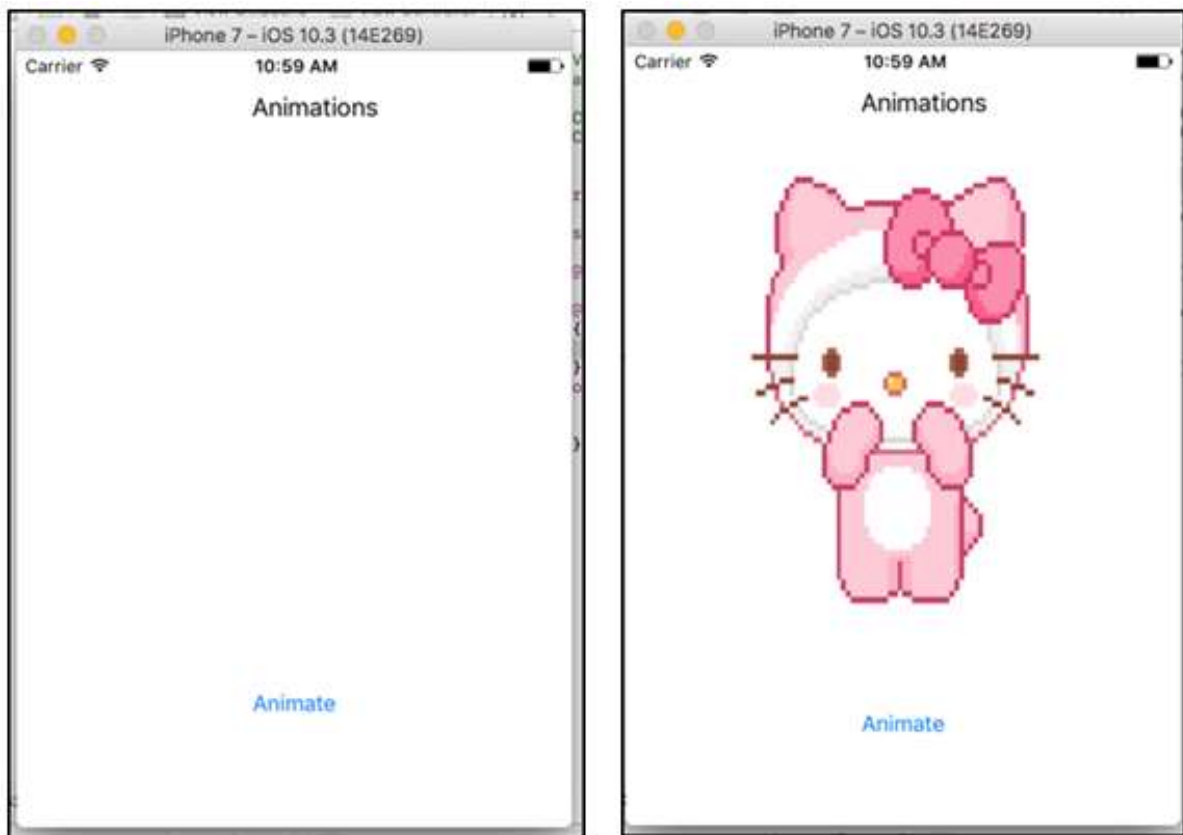 iPhone 7 – iOS 10.3 (14E269)
Carrier
10:59 AM
Animations
Animate
iPhone 7 – iOS 10.3 (14E269)
Carrier
10:59 AM
Animations
Animate